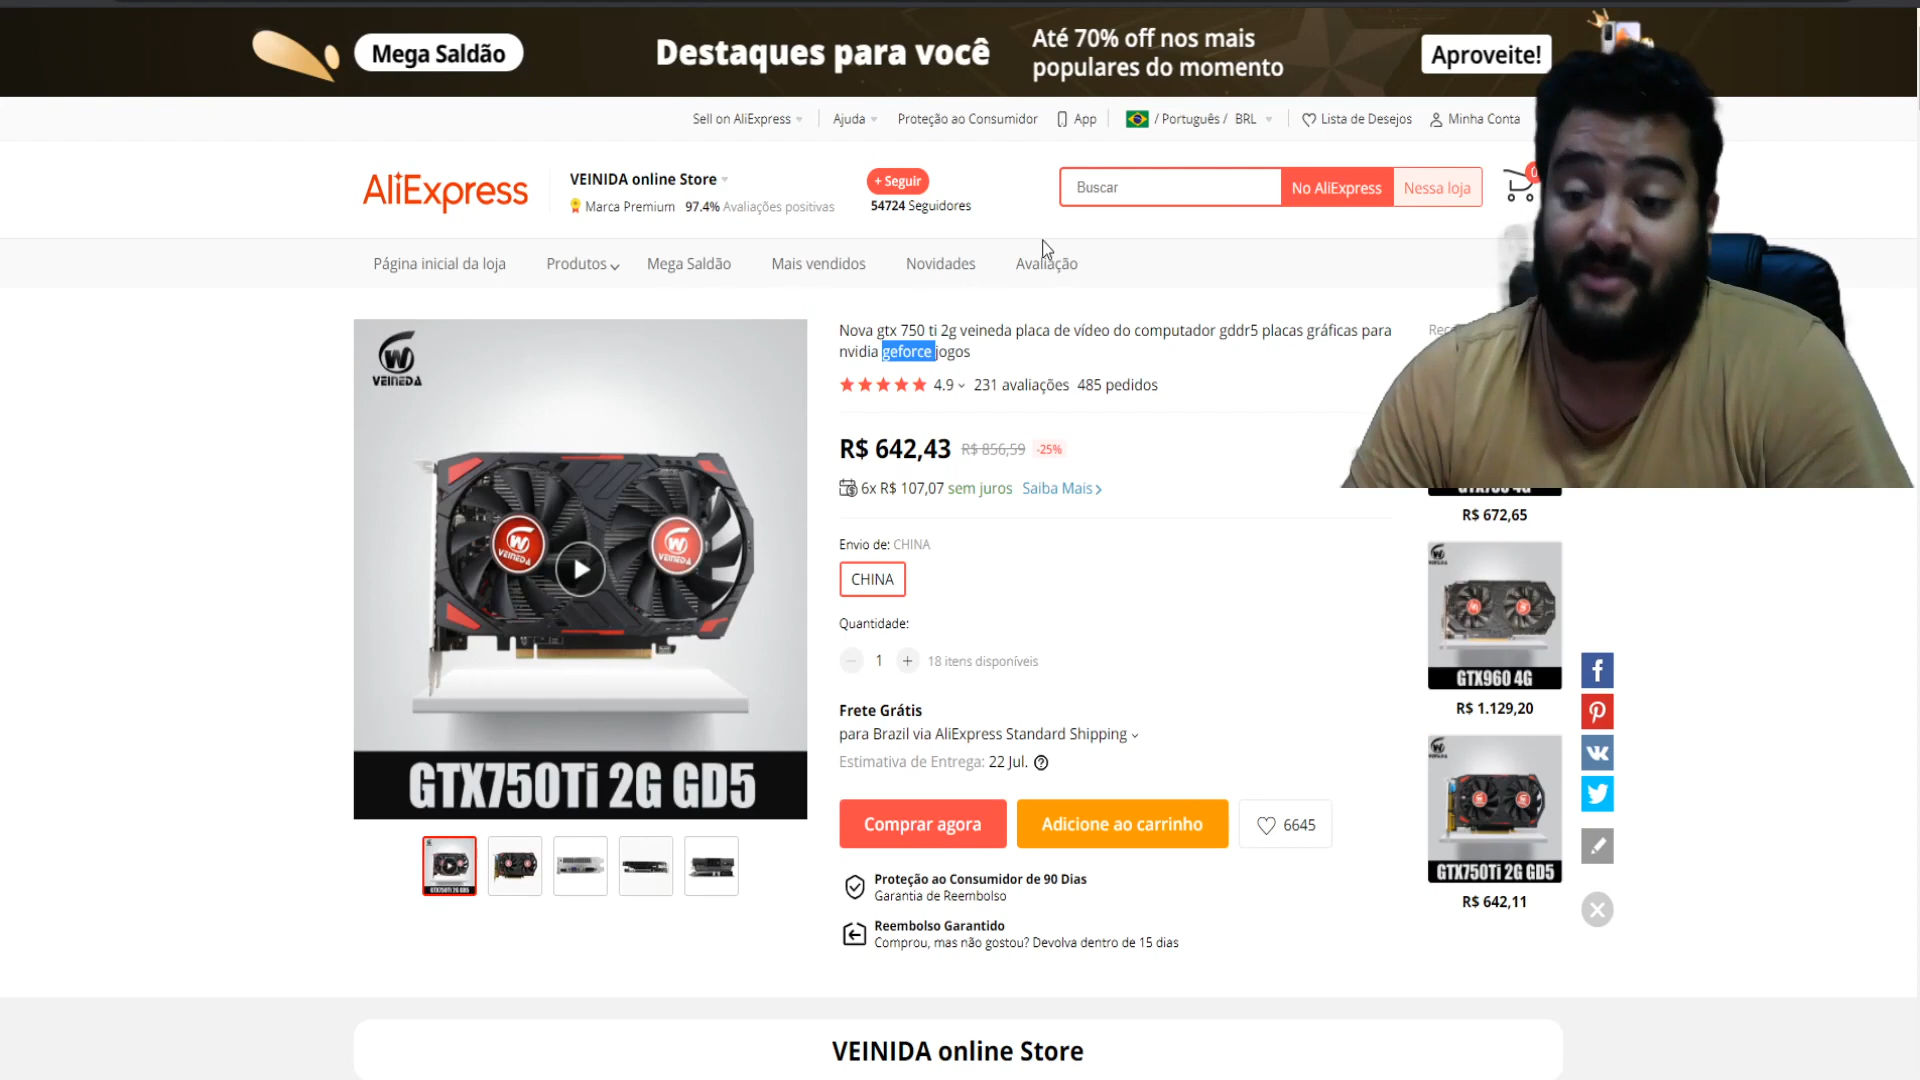 Mega Saldão
Destaques para você
Até 70% off nos mais
populares do momento
Aproveite!
Sell on AliExpress
Ajuda
Proteção ao Consumidor
App
/ Português / BRL
Lista de Desejos
Minha Conta
AliExpress
VEINIDA online Store
Marca Premium 97.4% Avaliações positivas
+ Seguir
54724 Seguidores
Buscar
No AliExpress
Nessa loja
0
Página inicial da loja
Produtos
Mega Saldão
Mais vendidos
Novidades
Avaliação
VEINEDA
VEINEDA
VEINEDA
GTX750Ti 2G GD5
Nova gtx 750 ti 2g veineda placa de vídeo do computador gddr5 placas gráficas para
nvidia geforce jogos
4.9 231 avaliações 485 pedidos
R$ 642,43 R$ 856,59 -25%
6x R$ 107,07 sem juros Saiba Mais
Envio de: CHINA
CHINA
Quantidade:
1
18 itens disponíveis
Frete Grátis
para Brazil via AliExpress Standard Shipping
Estimativa de Entrega: 22 Jul.
Comprar agora
Adicione ao carrinho
6645
Proteção ao Consumidor de 90 Dias
Garantia de Reembolso
Reembolso Garantido
Comprou, mas não gostou? Devolva dentro de 15 dias
R$ 672,65
GTX960 4G
R$ 1.129,20
GTX750Ti 2G GD5
R$ 642,11
VEINIDA online Store